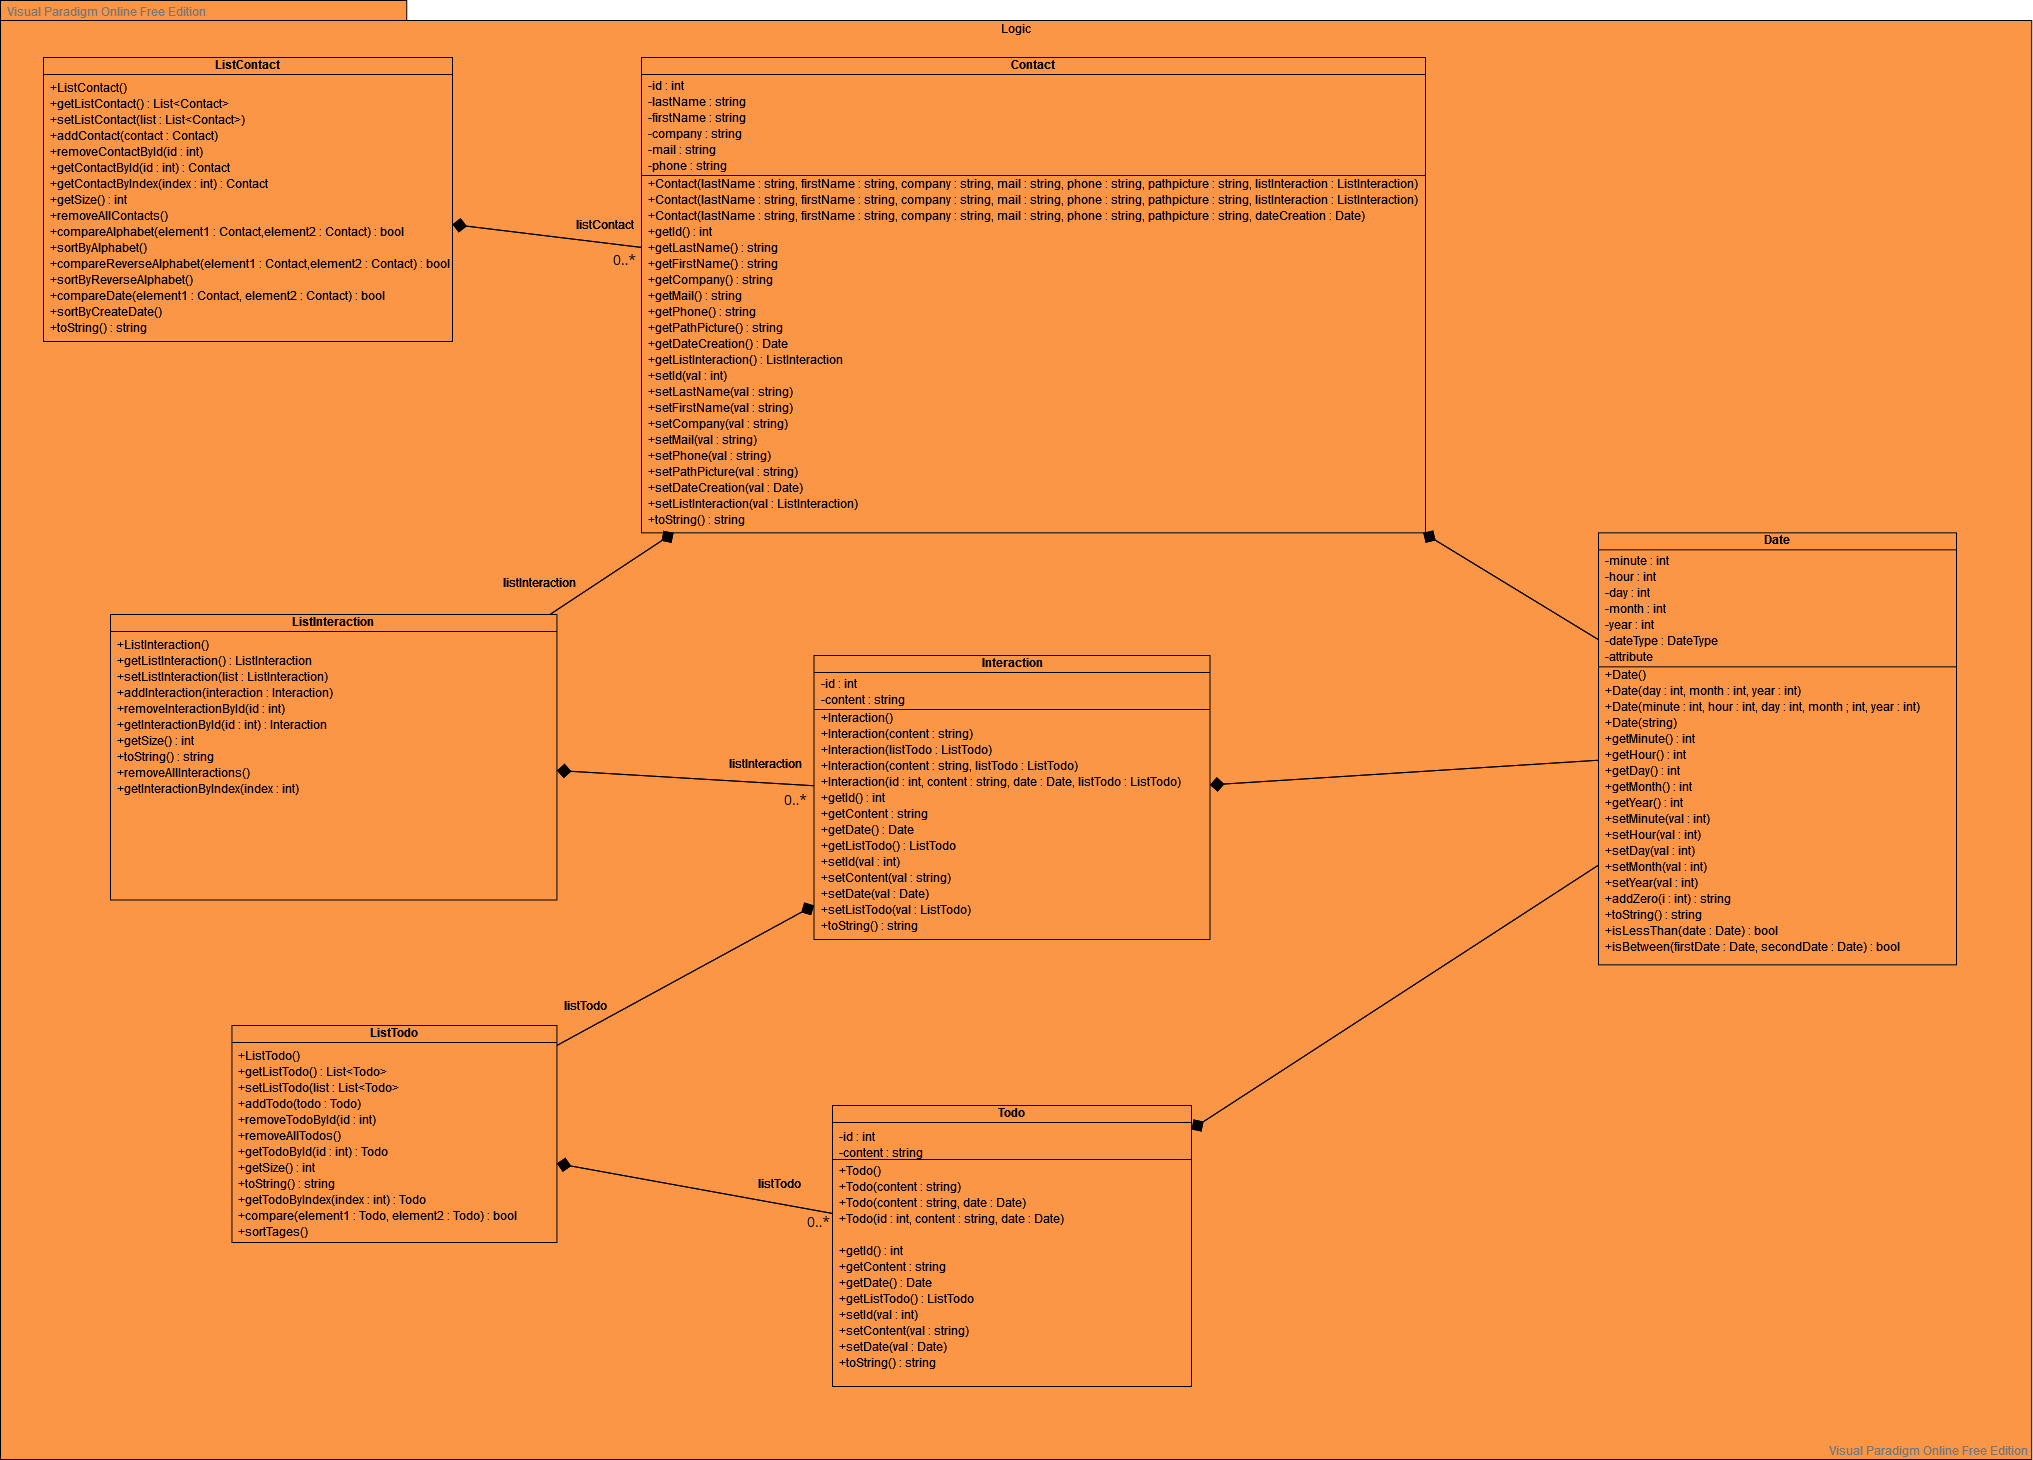 Visual Paradigm Online Free Edition
Logic
ListContact
+ListContact()
+getListContact() : List<Contact>
+setListContact(list : List<Contact>)
+addContact(contact : Contact)
+removeContactById(id : int)
+getContactById(id : int) : Contact
+getContactByIndex(index : int) : Contact
+getSize() : int
+removeAllContacts()
+compareAlphabet(element1 : Contact,element2 : Contact) : bool
+sortByAlphabet()
+compareReverseAlphabet(element1 : Contact,element2 : Contact) : bool
+sortByReverseAlphabet()
+compareDate(element1 : Contact, element2 : Contact) : bool
+sortByCreateDate()
+toString() : string
listContact
0..*
Contact
-id : int
-lastName : string
-firstName : string
-company : string
-mail : string
-phone : string
+Contact(lastName : string, firstName : string, company : string, mail : string, phone : string, pathpicture : string, listInteraction : ListInteraction)
+Contact(lastName : string, firstName : string, company : string, mail : string, phone : string, pathpicture : string, listInteraction : ListInteraction)
+Contact(lastName : string, firstName : string, company : string, mail : string, phone : string, pathpicture : string, dateCreation : Date)
+getId() : int
+getLastName() : string
+getFirstName() : string
+getCompany() : string
+getMail() : string
+getPhone() : string
+getPathPicture() : string
+getDateCreation() : Date
+getListInteraction() : ListInteraction
+setId(val : int)
+setLastName(val : string)
+setFirstName(val : string)
+setCompany(val : string)
+setMail(val : string)
+setPhone(val : string)
+setPathPicture(val : string)
+setDateCreation(val : Date)
+setListInteraction(val : ListInteraction)
+toString() : string
listInteraction
ListInteraction
+ListInteraction()
+getListInteraction() : ListInteraction
+setListInteraction(list : ListInteraction)
+addInteraction(interaction : Interaction)
+removeInteractionById(id : int)
+getInteractionById(id : int) : Interaction
+getSize() : int
+toString() : string
+removeAllInteractions()
+getInteractionByIndex(index : int)
listInteraction
0..*
Interaction
-id : int
-content : string
+Interaction()
+Interaction(content : string)
+Interaction(listTodo : ListTodo)
+Interaction(content : string, listTodo : ListTodo)
+Interaction(id : int, content : string, date : Date, listTodo : ListTodo)
+getId() : int
+getContent : string
+getDate() : Date
+getListTodo() : ListTodo
+setId(val : int)
+setContent(val : string)
+setDate(val : Date)
+setListTodo(val : ListTodo)
+toString() : string
Date
-minute : int
-hour : int
-day : int
-month : int
-year : int
-dateType : DateType
-attribute
+Date()
+Date(day : int, month : int, year : int)
+Date(minute : int, hour : int, day : int, month ; int, year : int)
+Date(string)
+getMinute() : int
+getHour() : int
+getDay() : int
+getMonth() : int
+getYear() : int
+setMinute(val : int)
+setHour(val : int)
+setDay(val : int)
+setMonth(val : int)
+setYear(val : int)
+addZero(i : int) : string
+toString() : string
+isLessThan(date : Date) : bool
+isBetween(firstDate : Date, secondDate : Date) : bool
listTodo
ListTodo
+ListTodo()
+getListTodo() : List<Todo>
+setListTodo(list : List<Todo>
+addTodo(todo : Todo)
+removeTodoById(id : int)
+removeAllTodos()
+getTodoById(id : int) : Todo
+getSize() : int
+toString() : string
+getTodoByIndex(index : int) : Todo
+compare(element1 : Todo, element2 : Todo) : bool
+sortTages()
listTodo
0..*
Todo
-id : int
-content : string
+Todo()
+Todo(content : string)
+Todo(content : string, date : Date)
+Todo(id : int, content : string, date : Date)
+getId() : int
+getContent : string
+getDate() : Date
+getListTodo() : ListTodo
+setId(val : int)
+setContent(val : string)
+setDate(val : Date)
+toString() : string
Visual Paradigm Online Free Edition